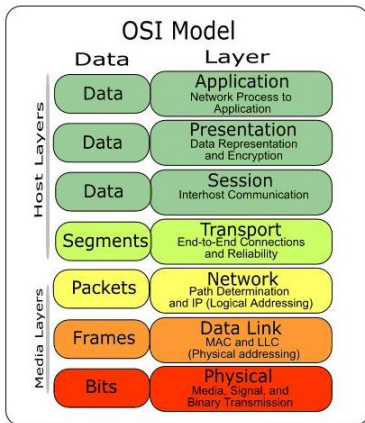 OSI Model
Data Layer
Host Layers
Data
Application
Network Process to
Application
Data
Presentation
Data Representation
and Encryption
Data
Session
Interhost Communication
Segments
Transport
End-to-End Connections
and Reliability
Media Layers
Packets
Network
Path Determination
and IP (Logical Addressing)
Frames
Data Link
MAC and LLC
(Physical addressing)
Bits
Physical
Media, Signal, and
Binary Transmission